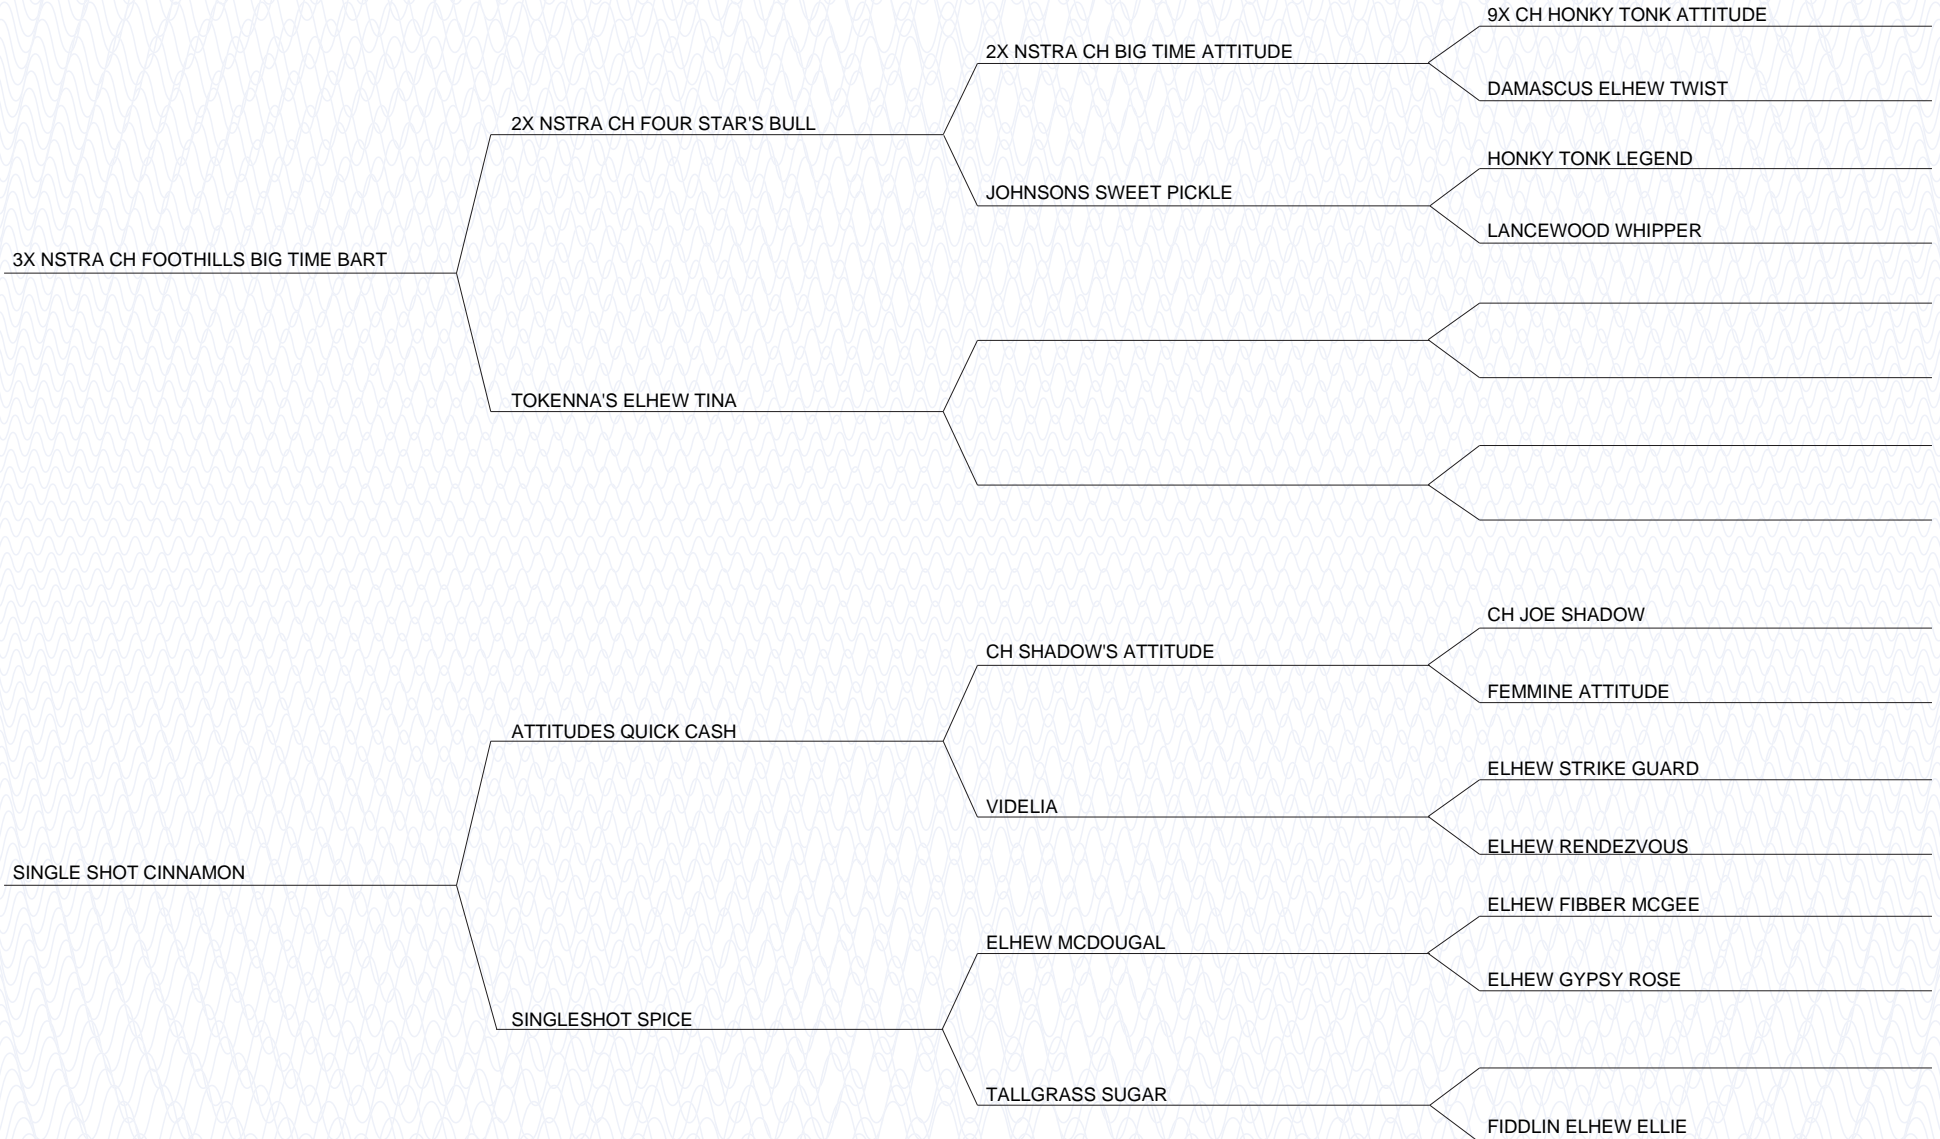 9X CH HONKY TONK ATTITUDE
2X NSTRA CH BIG TIME ATTITUDE
DAMASCUS ELHEW TWIST
2X NSTRA CH FOUR STAR'S BULL
HONKY TONK LEGEND
JOHNSONS SWEET PICKLE
LANCEWOOD WHIPPER
3X NSTRA CH FOOTHILLS BIG TIME BART
TOKENNA'S ELHEW TINA
CH JOE SHADOW
CH SHADOW'S ATTITUDE
FEMMINE ATTITUDE
ATTITUDES QUICK CASH
ELHEW STRIKE GUARD
VIDELIA
ELHEW RENDEZVOUS
SINGLE SHOT CINNAMON
ELHEW FIBBER MCGEE
ELHEW MCDOUGAL
ELHEW GYPSY ROSE
SINGLESHOT SPICE
TALLGRASS SUGAR
FIDDLIN ELHEW ELLIE